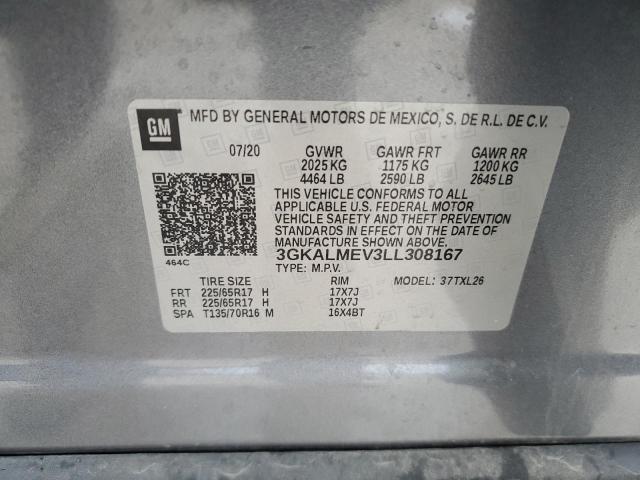 GM MFD BY GENERAL MOTORS DE MEXICO, S. DE R.L. DE C.V.
07/20 GVWR GAWR FRT GAWR RR
2025 KG 1175 KG 1200 KG
4464 LB 2590 LB 2645 LB
THIS VEHICLE CONFORMS TO ALL
APPLICABLE U.S. FEDERAL MOTOR
VEHICLE SAFETY AND THEFT PREVENTION
STANDARDS IN EFFECT ON THE DATE OF
MANUFACTURE SHOWN ABOVE.
464C 3GKALMEV3LL308167
TYPE: M.P.V. MODEL: 37TXL26
TIRE SIZE RIM
FRT 225/65R17 H 17X7J
RR 225/65R17 H 17X7J
SPA T135/70R16 M 16X4BT